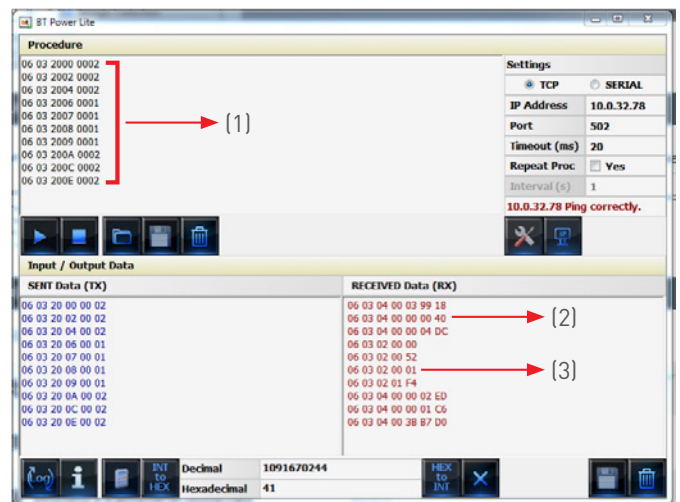 BT Power Lite
Procedure
06 03 2000 0002
06 03 2002 0002
06 03 2004 0002
06 03 2006 0001
06 03 2007 0001
06 03 2008 0001
06 03 2009 0001
06 03 200A 0002
06 03 200C 0002
06 03 200E 0002
(1)
Settings
TCP SERIAL
IP Address 10.0.32.78
Port 502
Timeout (ms) 20
Repeat Proc Yes
Interval (s) 1
10.0.32.78 Ping correctly.
Input / Output Data
SENT Data (TX)
06 03 20 00 00 02
06 03 20 02 00 02
06 03 20 04 00 02
06 03 20 06 00 01
06 03 20 07 00 01
06 03 20 08 00 01
06 03 20 09 00 01
06 03 20 0A 00 02
06 03 20 0C 00 02
06 03 20 0E 00 02
RECEIVED Data (RX)
06 03 04 00 03 99 18
06 03 04 00 00 00 40
06 03 04 00 00 04 DC
06 03 02 00 00
06 03 02 00 52
06 03 02 00 01
06 03 02 01 F4
06 03 04 00 00 02 ED
06 03 04 00 00 01 C6
06 03 04 00 3B B7 D0
(2)
(3)
(Log)
i
INT
to
HEX
Decimal 1091670244
Hexadecimal 41
HEX
to
INT